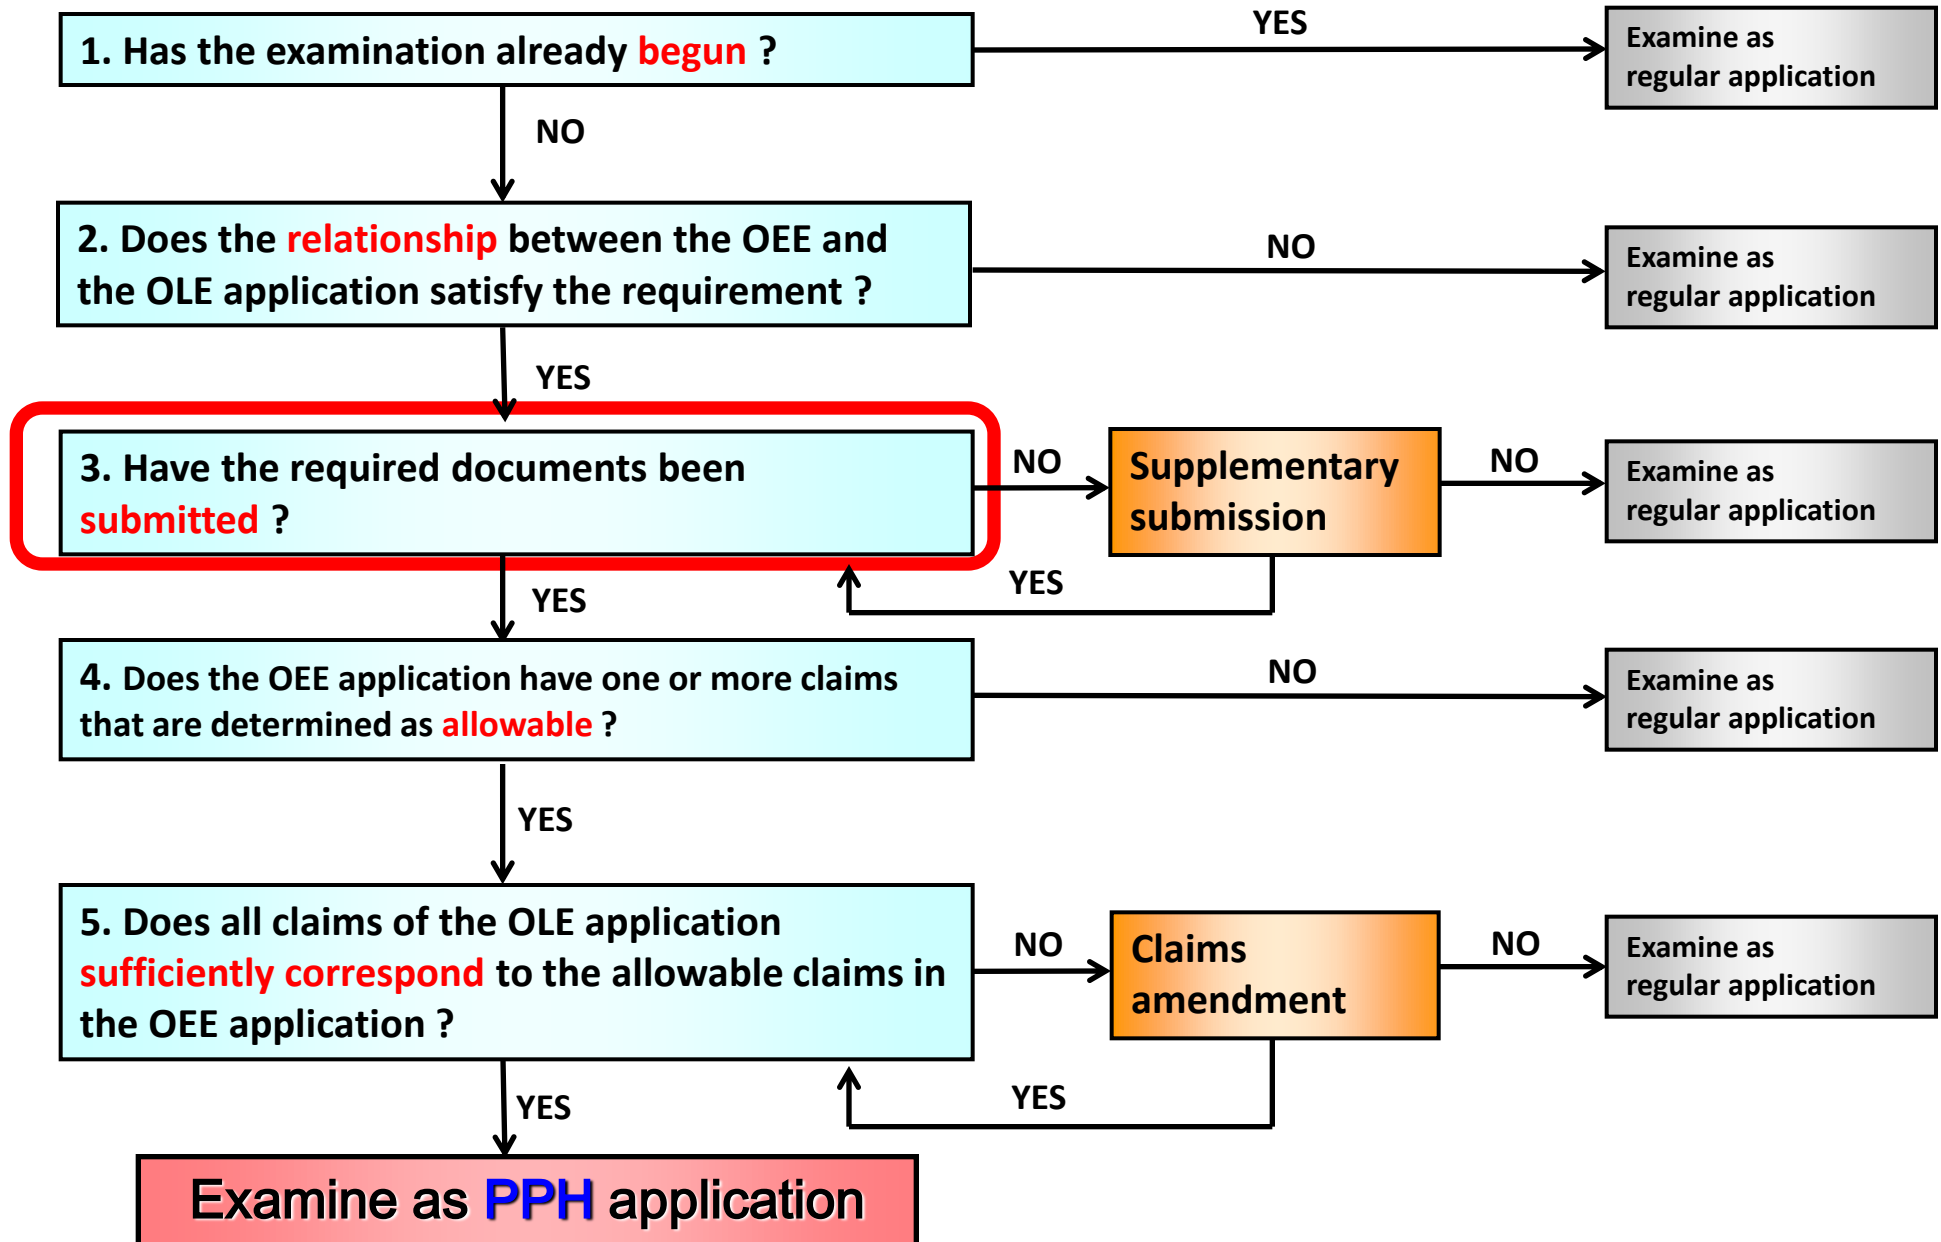 1. Has the examination already begun ?
YES
Examine as
regular application
NO
2. Does the relationship between the OEE and
the OLE application satisfy the requirement ?
NO
Examine as
regular application
YES
3. Have the required documents been
submitted ?
NO
Supplementary
submission
NO
Examine as
regular application
YES
YES
4. Does the OEE application have one or more claims
that are determined as allowable ?
NO
Examine as
regular application
YES
5. Does all claims of the OLE application
sufficiently correspond to the allowable claims in
the OEE application ?
NO
Claims
amendment
NO
Examine as
regular application
YES
YES
Examine as PPH application